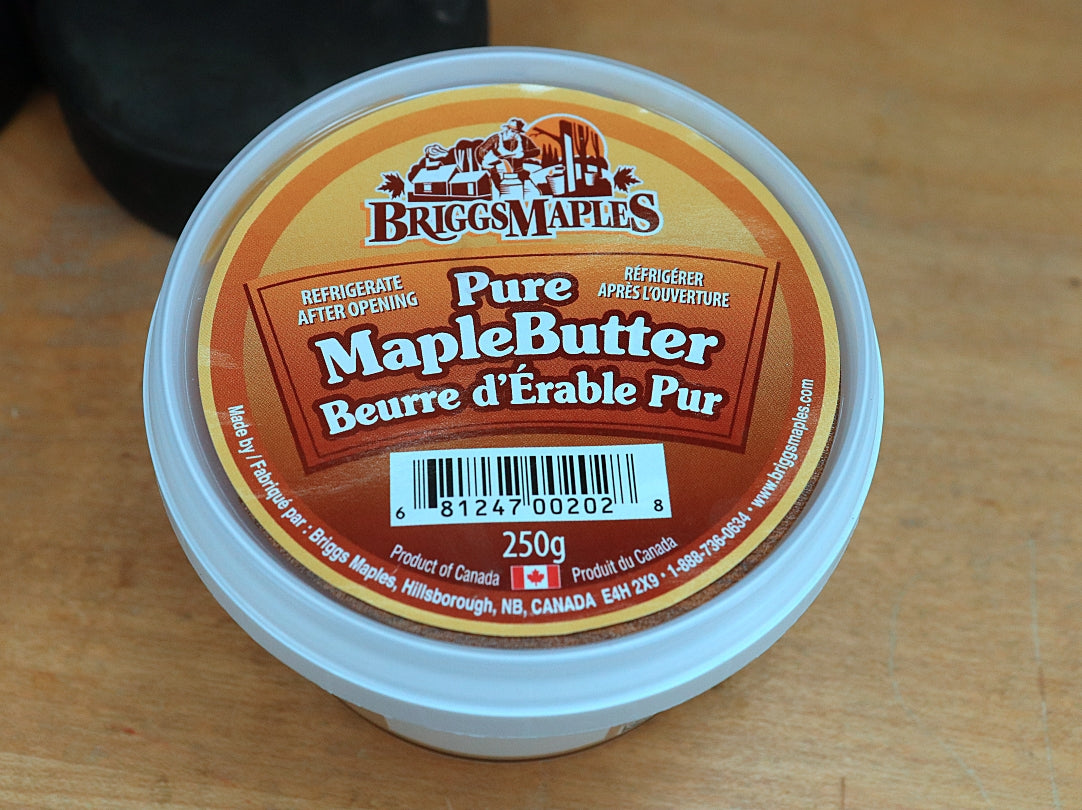 BRIGGS MAPLES
REFRIGERATE
AFTER OPENING
Pure
RÉFRIGÉRER
APRÈS L'OUVERTURE
MapleButter
Beurre d'Érable Pur
6 81247 00202 8
250g
Product of Canada
Produit du Canada
Made by / Fabriqué par : Briggs Maples, Hillsborough, NB, CANADA E4H 2X9 • 1-888-736-0634 • www.briggsmaples.com